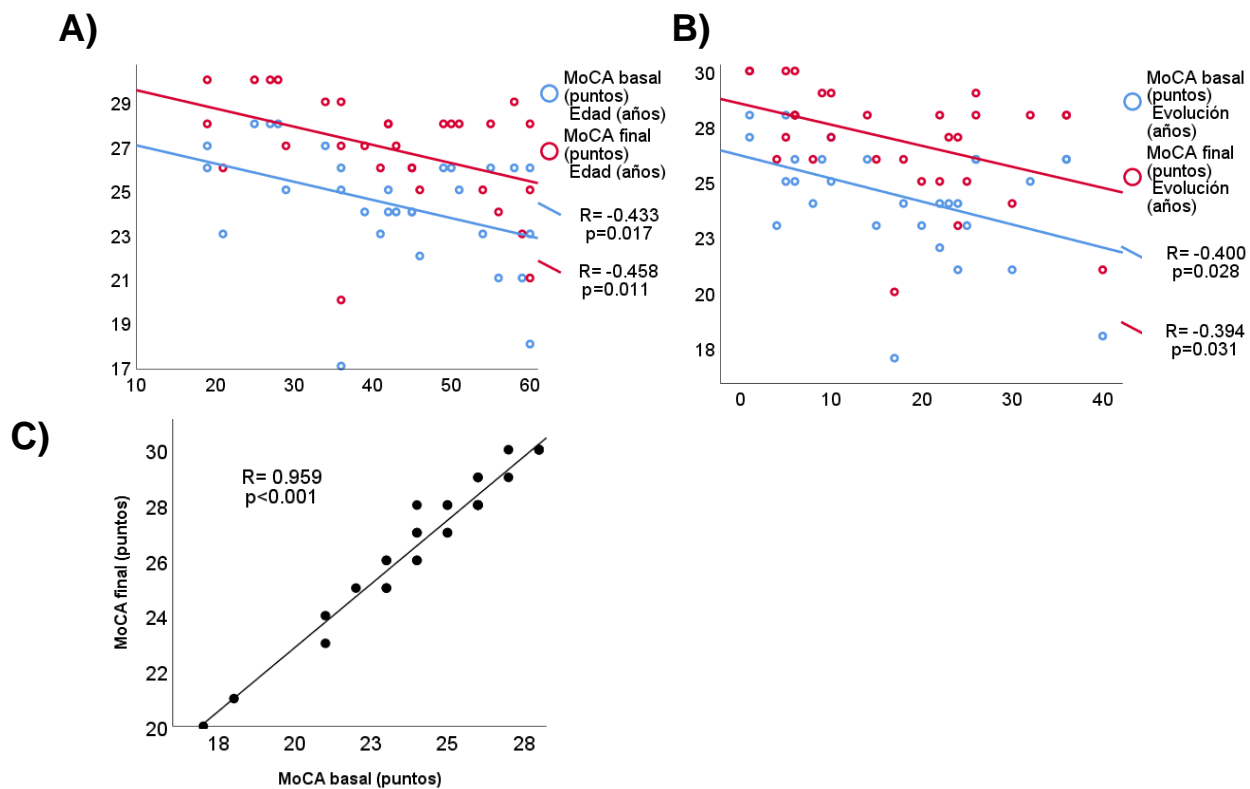 A)
29
27
25
23
21
19
17
10 20 30 40 50 60
MoCA basal
(puntos)
Edad (años)
MoCA final
(puntos)
Edad (años)
R= -0.433
p=0.017
R= -0.458
p=0.011
B)
30
28
25
23
20
18
0 10 20 30 40
MoCA basal
(puntos)
Evolución
(años)
MoCA final
(puntos)
Evolución
(años)
R= -0.400
p=0.028
R= -0.394
p=0.031
C)
MoCA final (puntos)
30
28
26
24
22
20
R= 0.959
p<0.001
18 20 23 25 28
MoCA basal (puntos)